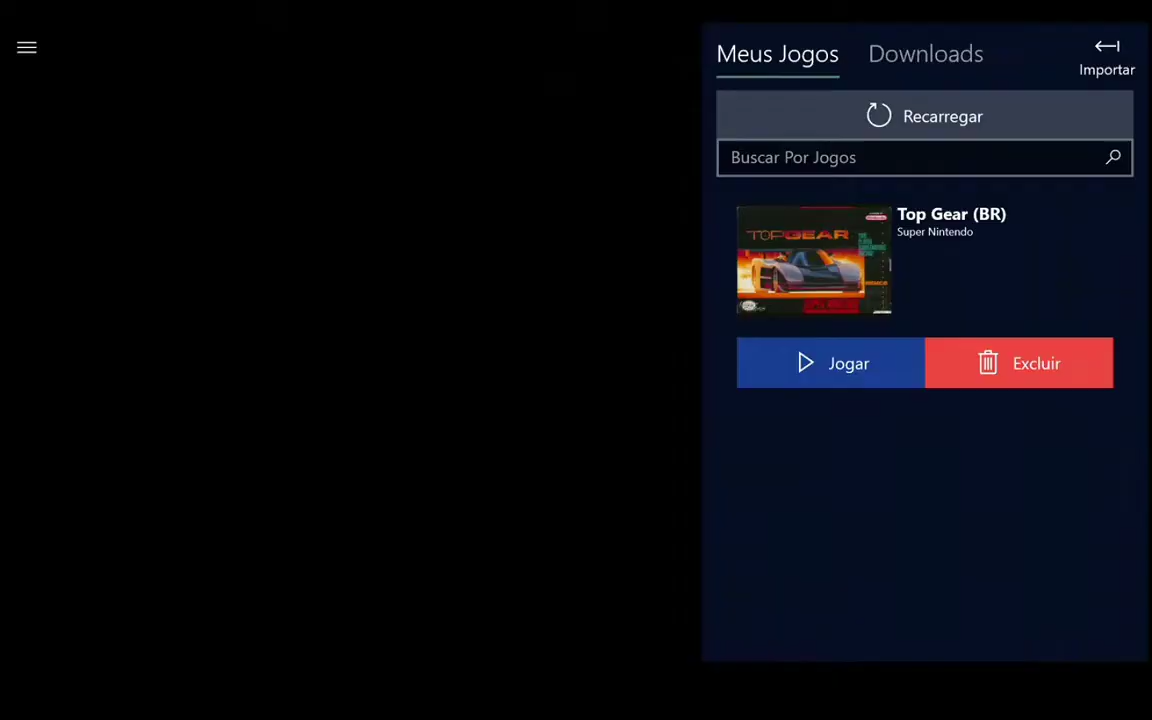 Meus Jogos
Downloads
Importar
Recarregar
Buscar Por Jogos
TOP GEAR
Top Gear (BR)
Super Nintendo
Jogar
Excluir